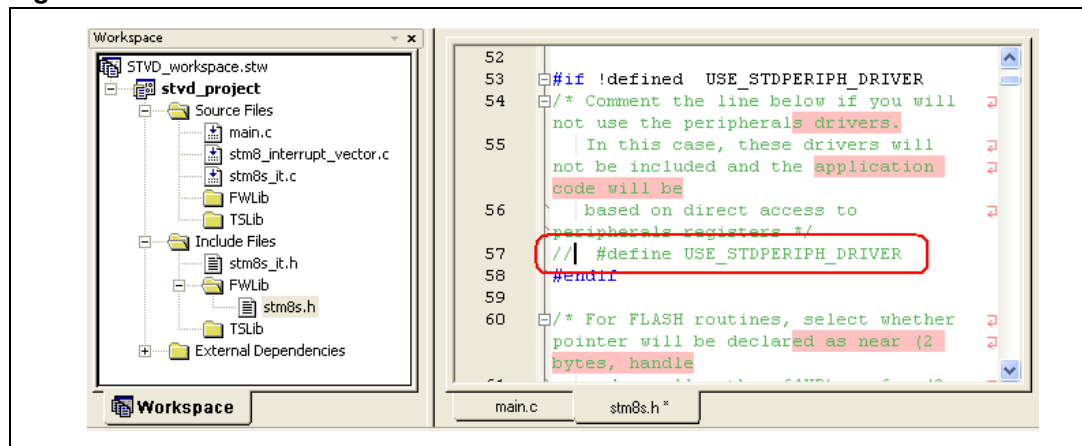 Workspace
STVD_workspace.stw
stvd_project
Source Files
main.c
stm8_interrupt_vector.c
stm8s_it.c
FWLib
TSLib
Include Files
stm8s_it.h
FWLib
stm8s.h
TSLib
External Dependencies
Workspace
52
53 #if !defined USE_STDPERIPH_DRIVER
54 /* Comment the line below if you will
not use the peripherals drivers.
55 In this case, these drivers will
not be included and the application
code will be
56 based on direct access to
peripherals registers */
57 // #define USE_STDPERIPH_DRIVER
58 #endif
59
60 /* For FLASH routines, select whether
pointer will be declared as near (2
bytes, handle
main.c
stm8s.h *